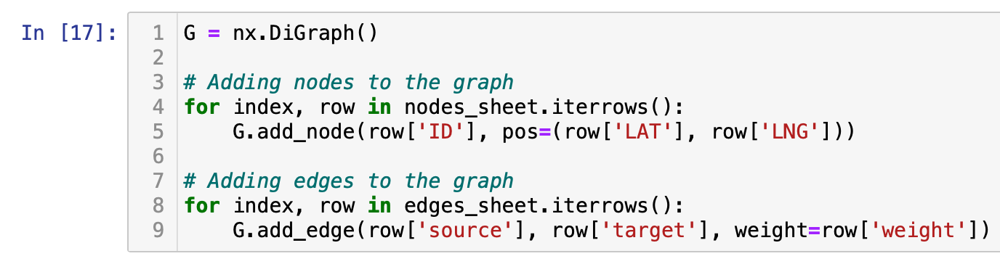 In [17]:
1 G = nx.DiGraph()
2
3 # Adding nodes to the graph
4 for index, row in nodes_sheet.iterrows():
5     G.add_node(row['ID'], pos=(row['LAT'], row['LNG']))
6
7 # Adding edges to the graph
8 for index, row in edges_sheet.iterrows():
9     G.add_edge(row['source'], row['target'], weight=row['weight'])